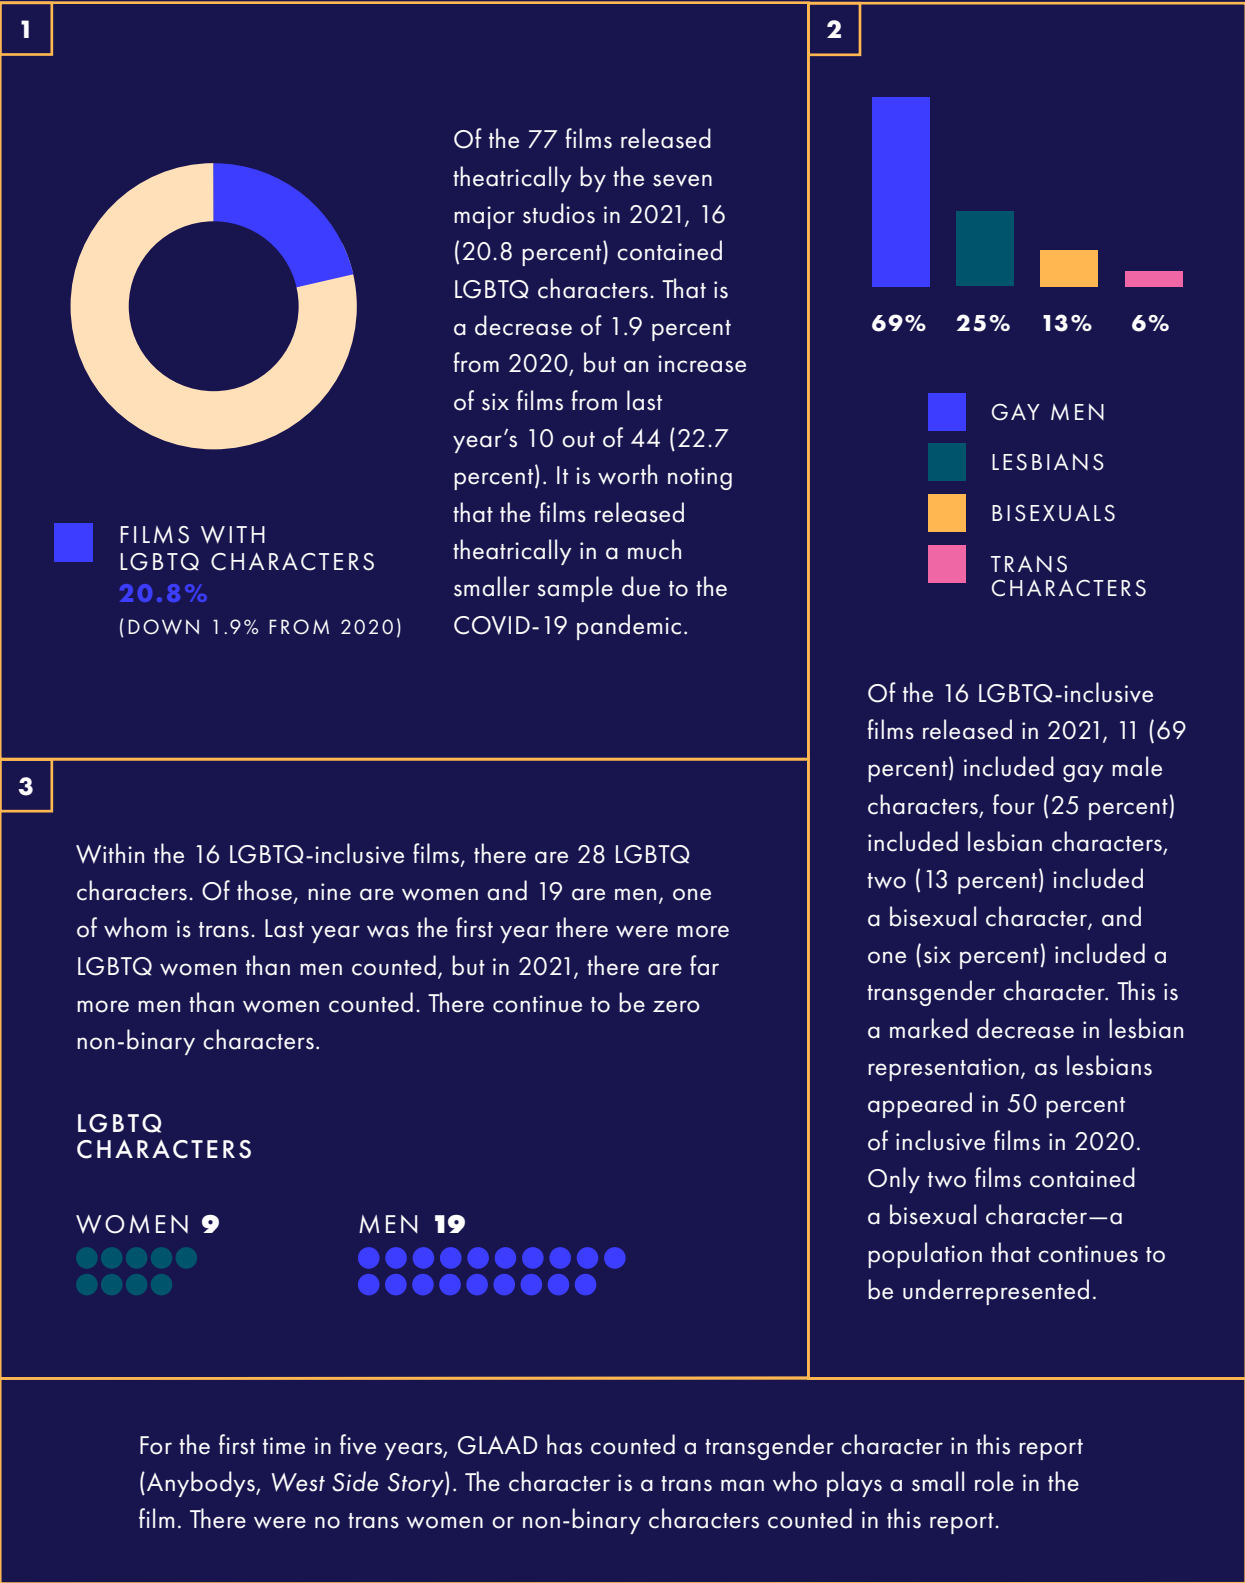 1
Of the 77 films released
theatrically by the seven
major studios in 2021, 16
(20.8 percent) contained
LGBTQ characters. That is
a decrease of 1.9 percent
from 2020, but an increase
of six films from last
year’s 10 out of 44 (22.7
percent). It is worth noting
that the films released
theatrically in a much
smaller sample due to the
COVID-19 pandemic.
FILMS WITH
LGBTQ CHARACTERS
20.8%
(DOWN 1.9% FROM 2020)
2
69% 25% 13% 6%
GAY MEN
LESBIANS
BISEXUALS
TRANS
CHARACTERS
Of the 16 LGBTQ-inclusive
films released in 2021, 11 (69
percent) included gay male
characters, four (25 percent)
included lesbian characters,
two (13 percent) included
a bisexual character, and
one (six percent) included a
transgender character. This is
a marked decrease in lesbian
representation, as lesbians
appeared in 50 percent
of inclusive films in 2020.
Only two films contained
a bisexual character—a
population that continues to
be underrepresented.
3
Within the 16 LGBTQ-inclusive films, there are 28 LGBTQ
characters. Of those, nine are women and 19 are men, one
of whom is trans. Last year was the first year there were more
LGBTQ women than men counted, but in 2021, there are far
more men than women counted. There continue to be zero
non-binary characters.
LGBTQ
CHARACTERS
WOMEN 9
MEN 19
For the first time in five years, GLAAD has counted a transgender character in this report
(Anybodys, West Side Story). The character is a trans man who plays a small role in the
film. There were no trans women or non-binary characters counted in this report.